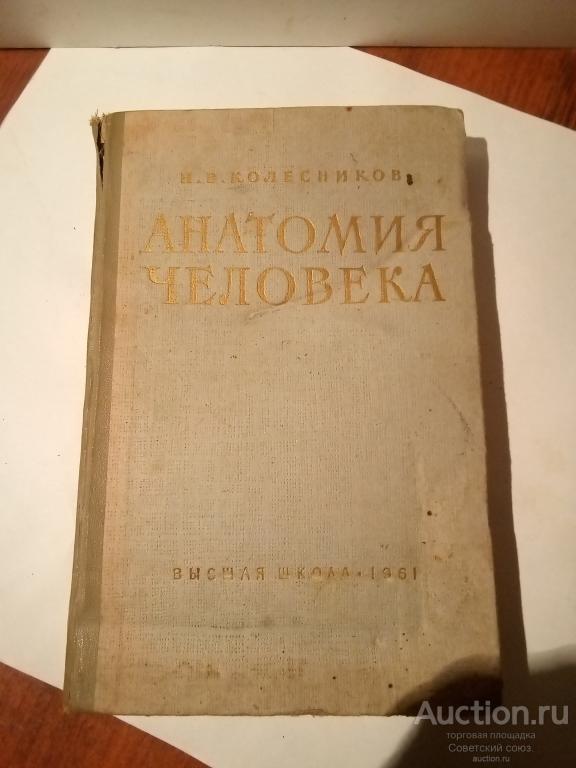 Н. В. КОЛЕСНИКОВ
АНАТОМИЯ
ЧЕЛОВЕКА
ВЫСШАЯ ШКОЛА • 1961
Auction.ru
торговая площадка
Советский союз.
auction.ru